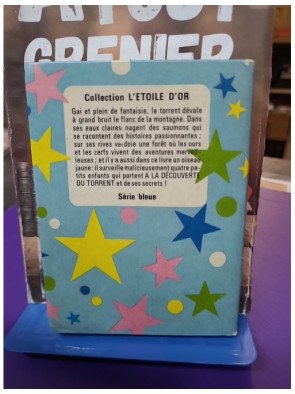 A TOUT
GRENIER
Collection L'ETOILE D'OR
Gai et plein de fantaisie, le torrent dévale
à grand bruit le flanc de la montagne. Dans
ses eaux claires nagent des saumons qui
se racontent des histoires passionnantes ;
sur ses rives verdoie une forêt où les ours
et les cerfs vivent des aventures merveil-
leuses ; et il y a aussi dans ce livre un oiseau
jaune : il surveille malicieusement quatre pe-
tits enfants qui partent A LA DÉCOUVERTE
DU TORRENT et de ses secrets !
Série bleue